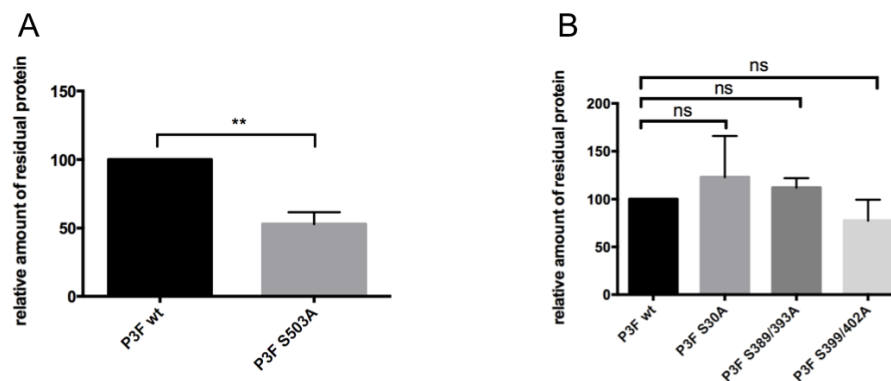 A
relative amount of residual protein
150
100
50
0
**
P3F wt
P3F S503A
B
relative amount of residual protein
200
150
100
50
0
ns
ns
ns
P3F wt
P3F S30A
P3F S389/393A
P3F S399/402A